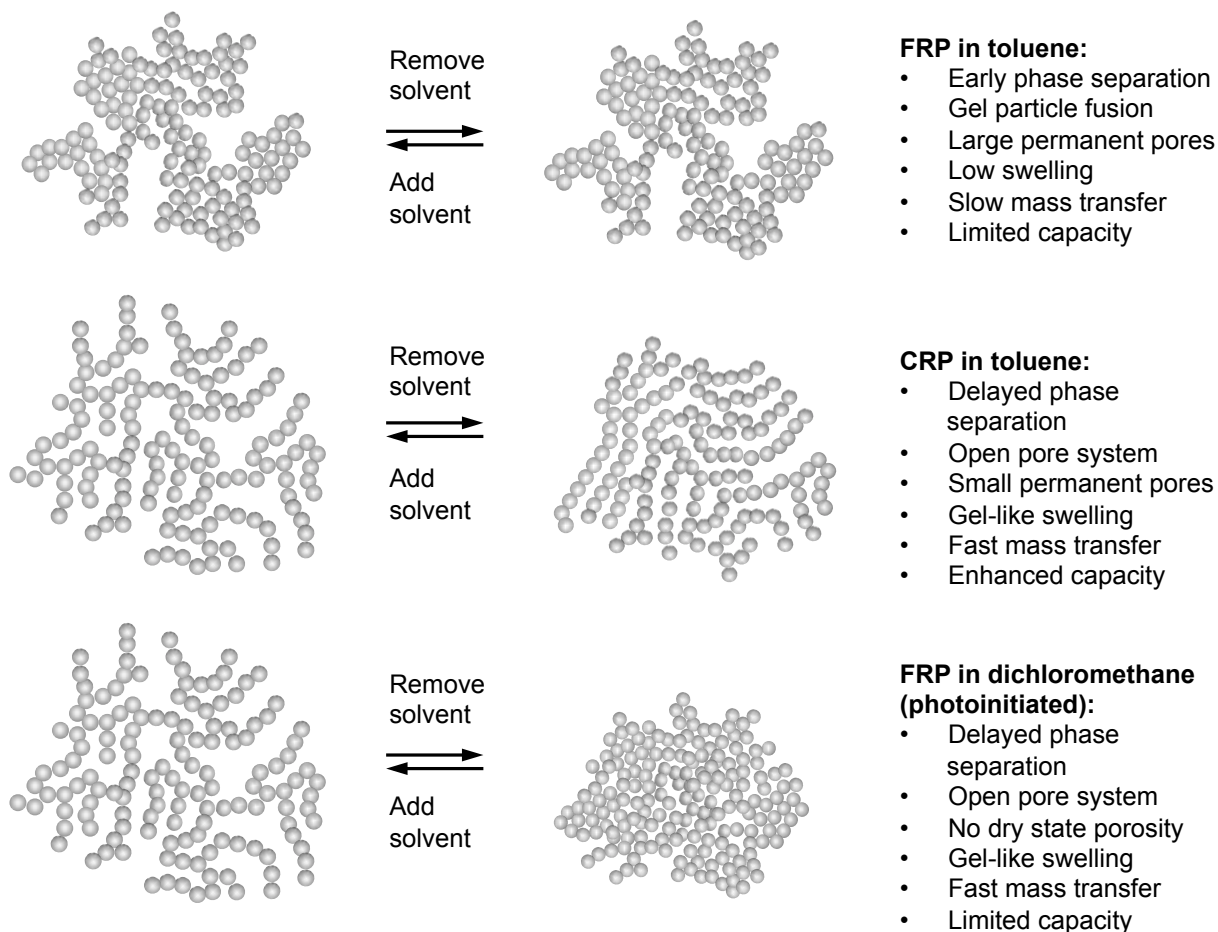 Remove
solvent
Add
solvent
FRP in toluene:
• Early phase separation
• Gel particle fusion
• Large permanent pores
• Low swelling
• Slow mass transfer
• Limited capacity
Remove
solvent
Add
solvent
CRP in toluene:
• Delayed phase
separation
• Open pore system
• Small permanent pores
• Gel-like swelling
• Fast mass transfer
• Enhanced capacity
Remove
solvent
Add
solvent
FRP in dichloromethane
(photoinitiated):
• Delayed phase
separation
• Open pore system
• No dry state porosity
• Gel-like swelling
• Fast mass transfer
• Limited capacity